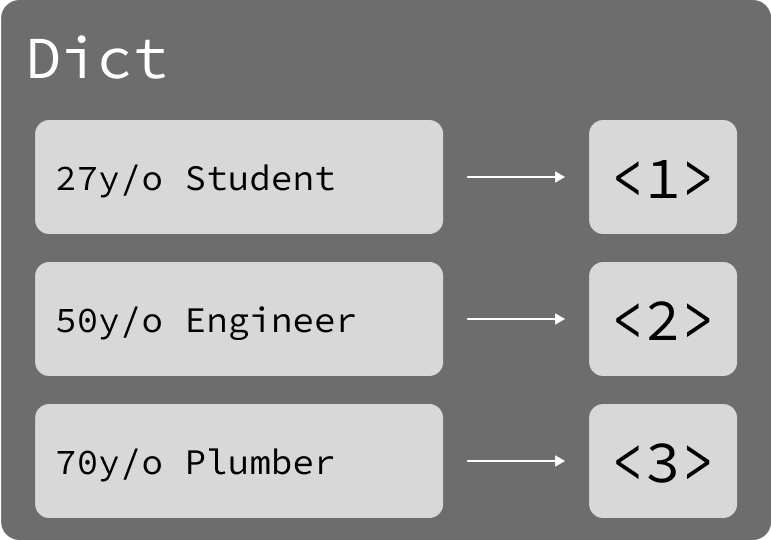 Dict
27y/o Student <1>
50y/o Engineer <2>
70y/o Plumber <3>